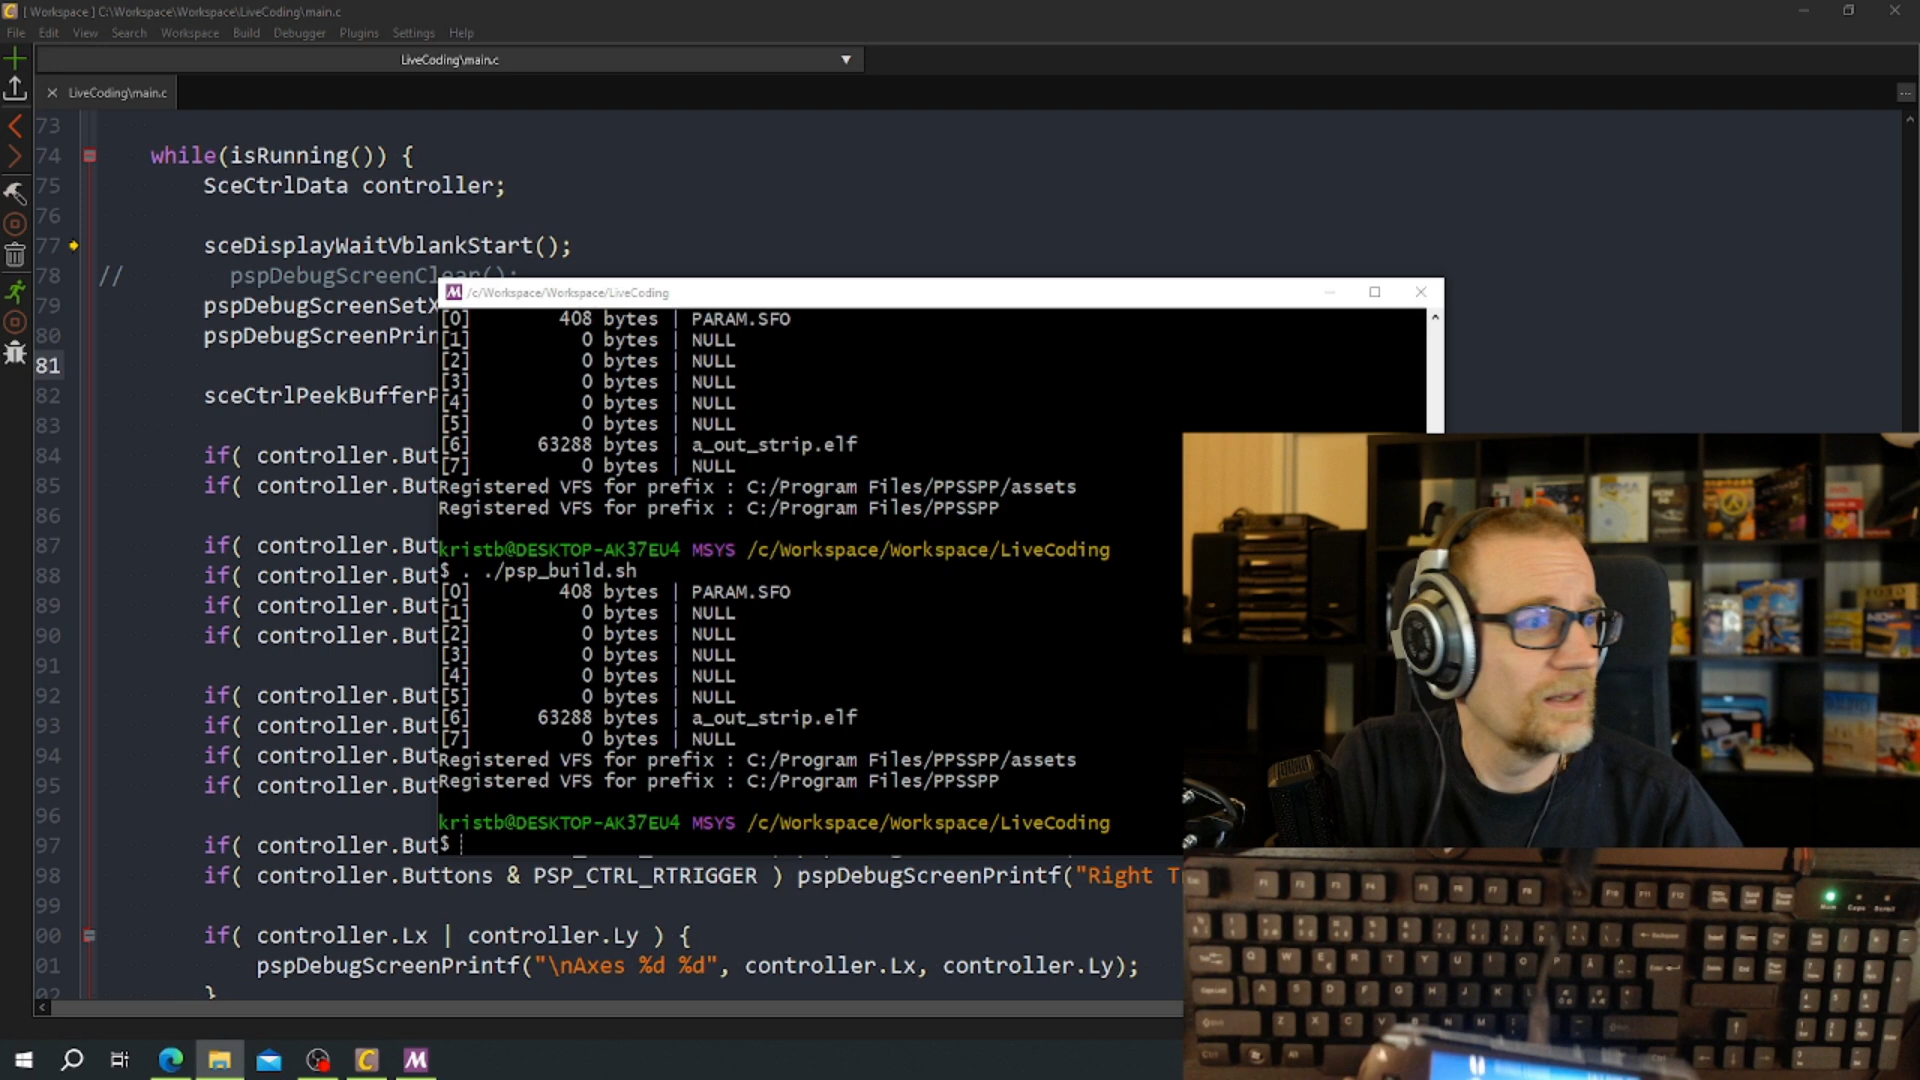 [ Workspace ] C:\Workspace\Workspace\LiveCoding\main.c
File Edit View Search Workspace Build Debugger Plugins Settings Help
LiveCoding\main.c
LiveCoding\main.c
73
74 while(isRunning()) {
75 SceCtrlData controller;
76
77 sceDisplayWaitVblankStart();
78 // pspDebugScreenClear();
79 pspDebugScreenSetX
80 pspDebugScreenPrin
81
82 sceCtrlPeekBufferP
83
84 if( controller.But
85 if( controller.But
86
87 if( controller.But
88 if( controller.But
89 if( controller.But
90 if( controller.But
91
92 if( controller.But
93 if( controller.But
94 if( controller.But
95 if( controller.But
96
97 if( controller.But
98 if( controller.Buttons & PSP_CTRL_RTRIGGER ) pspDebugScreenPrintf("Right T
99
00 if( controller.Lx | controller.Ly ) {
01 pspDebugScreenPrintf("\nAxes %d %d", controller.Lx, controller.Ly);
02 }
/c/Workspace/Workspace/LiveCoding
[0] 408 bytes | PARAM.SFO
[1] 0 bytes | NULL
[2] 0 bytes | NULL
[3] 0 bytes | NULL
[4] 0 bytes | NULL
[5] 0 bytes | NULL
[6] 63288 bytes | a_out_strip.elf
[7] 0 bytes | NULL
Registered VFS for prefix : C:/Program Files/PPSSPP/assets
Registered VFS for prefix : C:/Program Files/PPSSPP
kristb@DESKTOP-AK37EU4 MSYS /c/Workspace/Workspace/LiveCoding
$ . ./psp_build.sh
[0] 408 bytes | PARAM.SFO
[1] 0 bytes | NULL
[2] 0 bytes | NULL
[3] 0 bytes | NULL
[4] 0 bytes | NULL
[5] 0 bytes | NULL
[6] 63288 bytes | a_out_strip.elf
[7] 0 bytes | NULL
Registered VFS for prefix : C:/Program Files/PPSSPP/assets
Registered VFS for prefix : C:/Program Files/PPSSPP
kristb@DESKTOP-AK37EU4 MSYS /c/Workspace/Workspace/LiveCoding
$